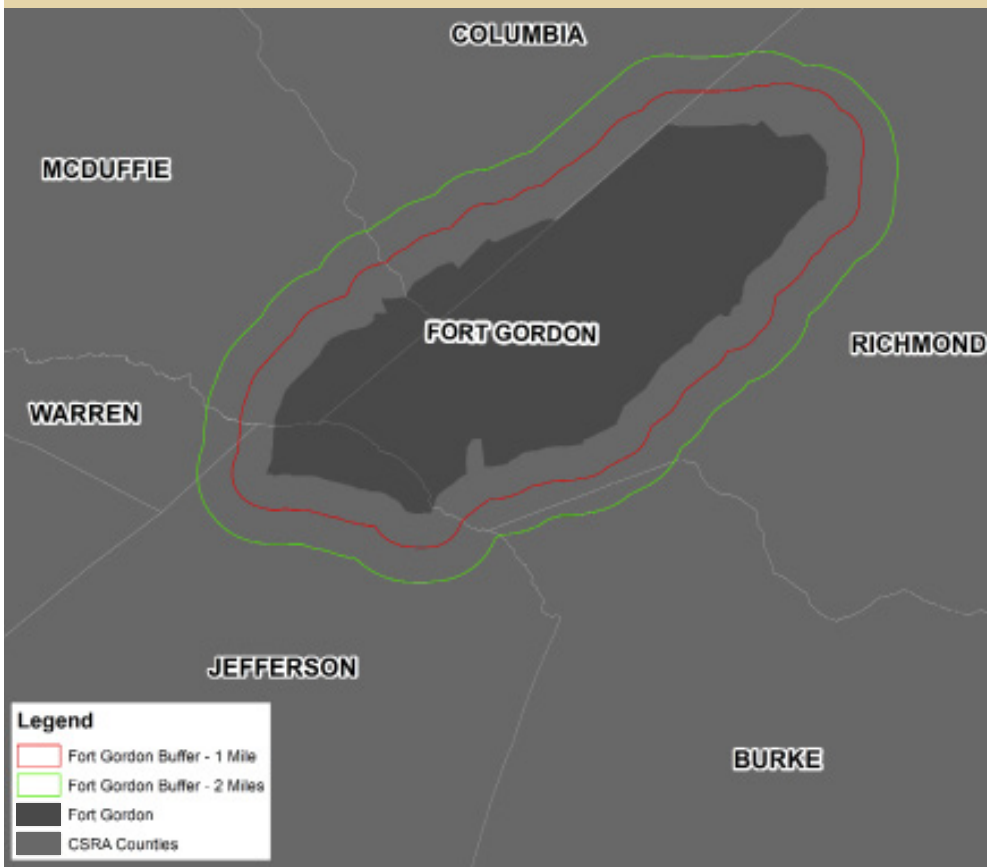 COLUMBIA
MCDUFFIE
FORT GORDON
RICHMOND
WARREN
JEFFERSON
BURKE
Legend
Fort Gordon Buffer - 1 Mile
Fort Gordon Buffer - 2 Miles
Fort Gordon
CSRA Counties